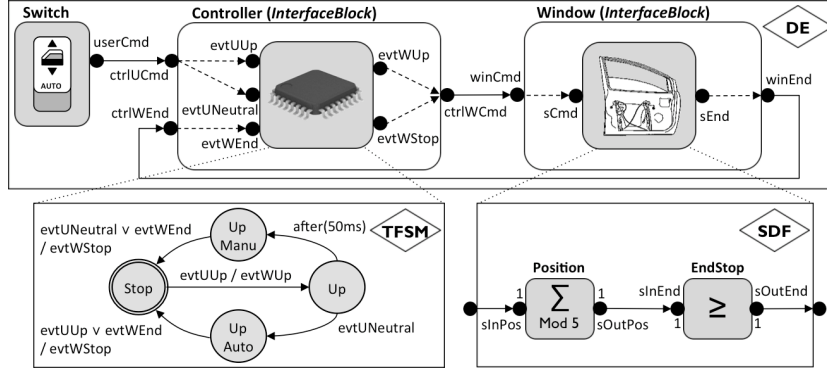 Switch
Controller (InterfaceBlock)
Window (InterfaceBlock)
DE
AUTO
userCmd
ctrlUCmd
ctrlWEnd
evtUUp
evtUNeutral
evtWEnd
evtWUp
evtWStop
ctrlWCmd
winCmd
sCmd
sEnd
winEnd
TFSM
evtUNeutral ∨ evtWEnd
/ evtWStop
Up
Manu
after(50ms)
Stop
evtUUp / evtWUp
Up
evtUUp ∨ evtWEnd
/ evtWStop
Up
Auto
evtUNeutral
SDF
Position
EndStop
sInPos
1
Σ
Mod 5
1
sOutPos
sInEnd
1
≥
1
sOutEnd